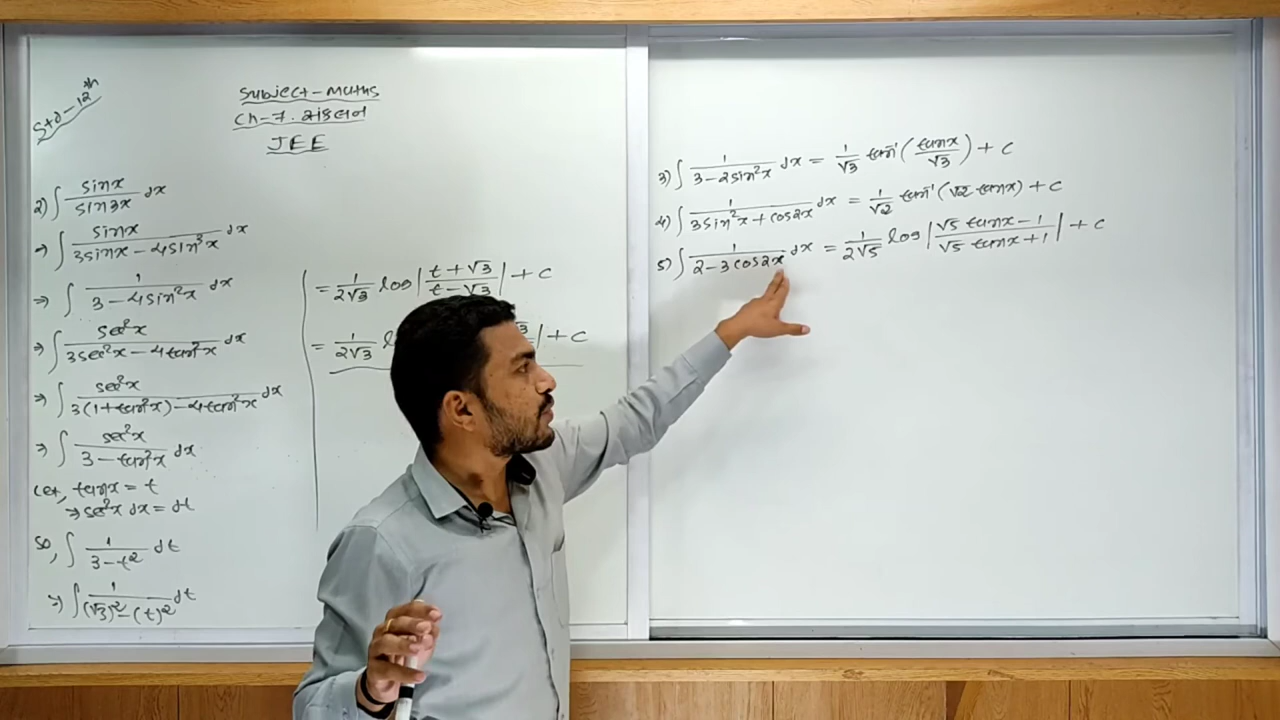 Std-12th
Subject-Maths
Ch-7. સંકલન
JEE
2) ∫ sinx/sin3x dx
⇒ ∫ sinx/(3sinx - 4sin³x) dx
⇒ ∫ 1/(3 - 4sin²x) dx
⇒ ∫ sec²x/(3sec²x - 4tan²x) dx
⇒ ∫ sec²x/(3(1+tan²x) - 4tan²x) dx
⇒ ∫ sec²x/(3 - tan²x) dx
Let, tanx = t
⇒ sec²x dx = dt
So, ∫ 1/(3-t²) dt
⇒ ∫ 1/((√3)² - (t)²) dt
= 1/(2√3) log |(t+√3)/(t-√3)| + C
= 1/(2√3) | + C
3) ∫ 1/(3 - 2sin²x) dx = 1/√3 tan⁻¹(tanx/√3) + C
4) ∫ 1/(3sin²x + cos2x) dx = 1/√2 tan⁻¹(√2 tanx) + C
5) ∫ 1/(2 - 3cos2x) dx = 1/(2√5) log |(√5 tanx - 1)/(√5 tanx + 1)| + C